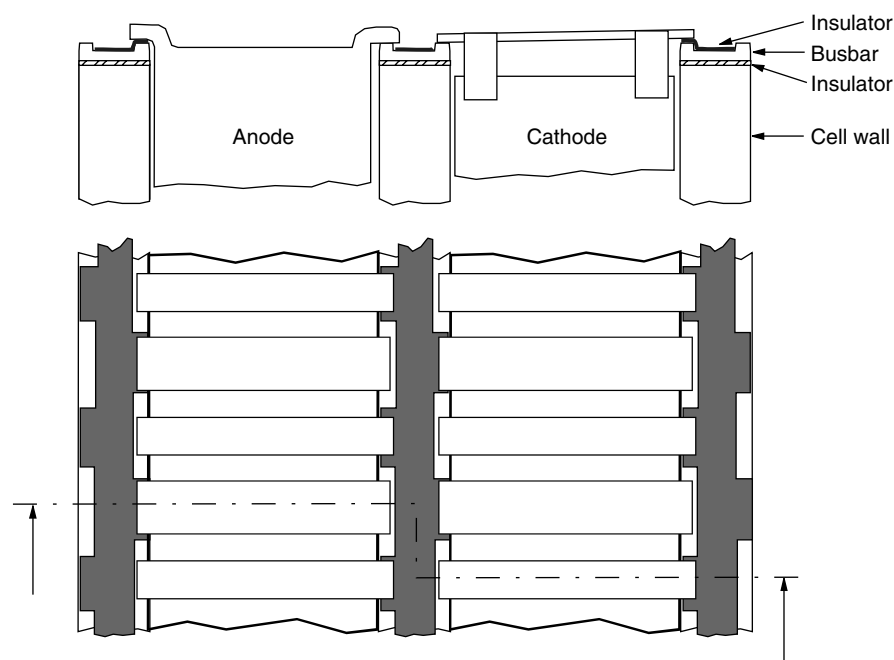 Insulator
Busbar
Insulator
Anode
Cathode
Cell wall